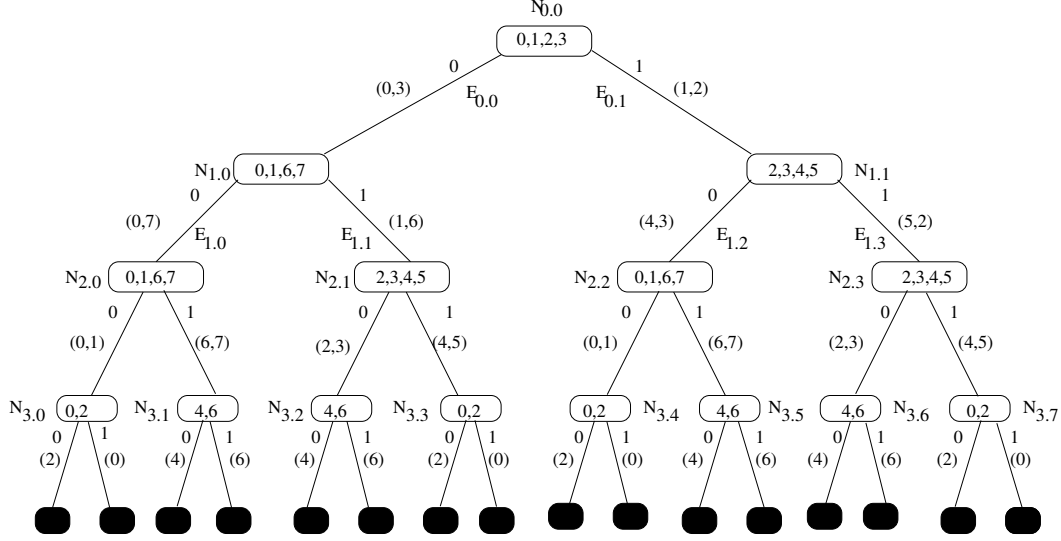 N0.0
0,1,2,3
0 1
(0,3) E0.0 E0.1 (1,2)
N1.0 0,1,6,7 2,3,4,5 N1.1
0 1 0 1
(0,7) (1,6) (4,3) (5,2)
E1.0 E1.1 E1.2 E1.3
N2.0 0,1,6,7 N2.1 2,3,4,5 N2.2 0,1,6,7 N2.3 2,3,4,5
0 1 0 1 0 1 0 1
(0,1) (6,7) (2,3) (4,5) (0,1) (6,7) (2,3) (4,5)
N3.0 0,2 N3.1 4,6 N3.2 4,6 N3.3 0,2 0,2 N3.4 4,6 N3.5 4,6 N3.6 0,2 N3.7
0 1 0 1 0 1 0 1 0 1 0 1 0 1 0 1
(2) (0) (4) (6) (4) (6) (2) (0) (2) (0) (4) (6) (4) (6) (2) (0)